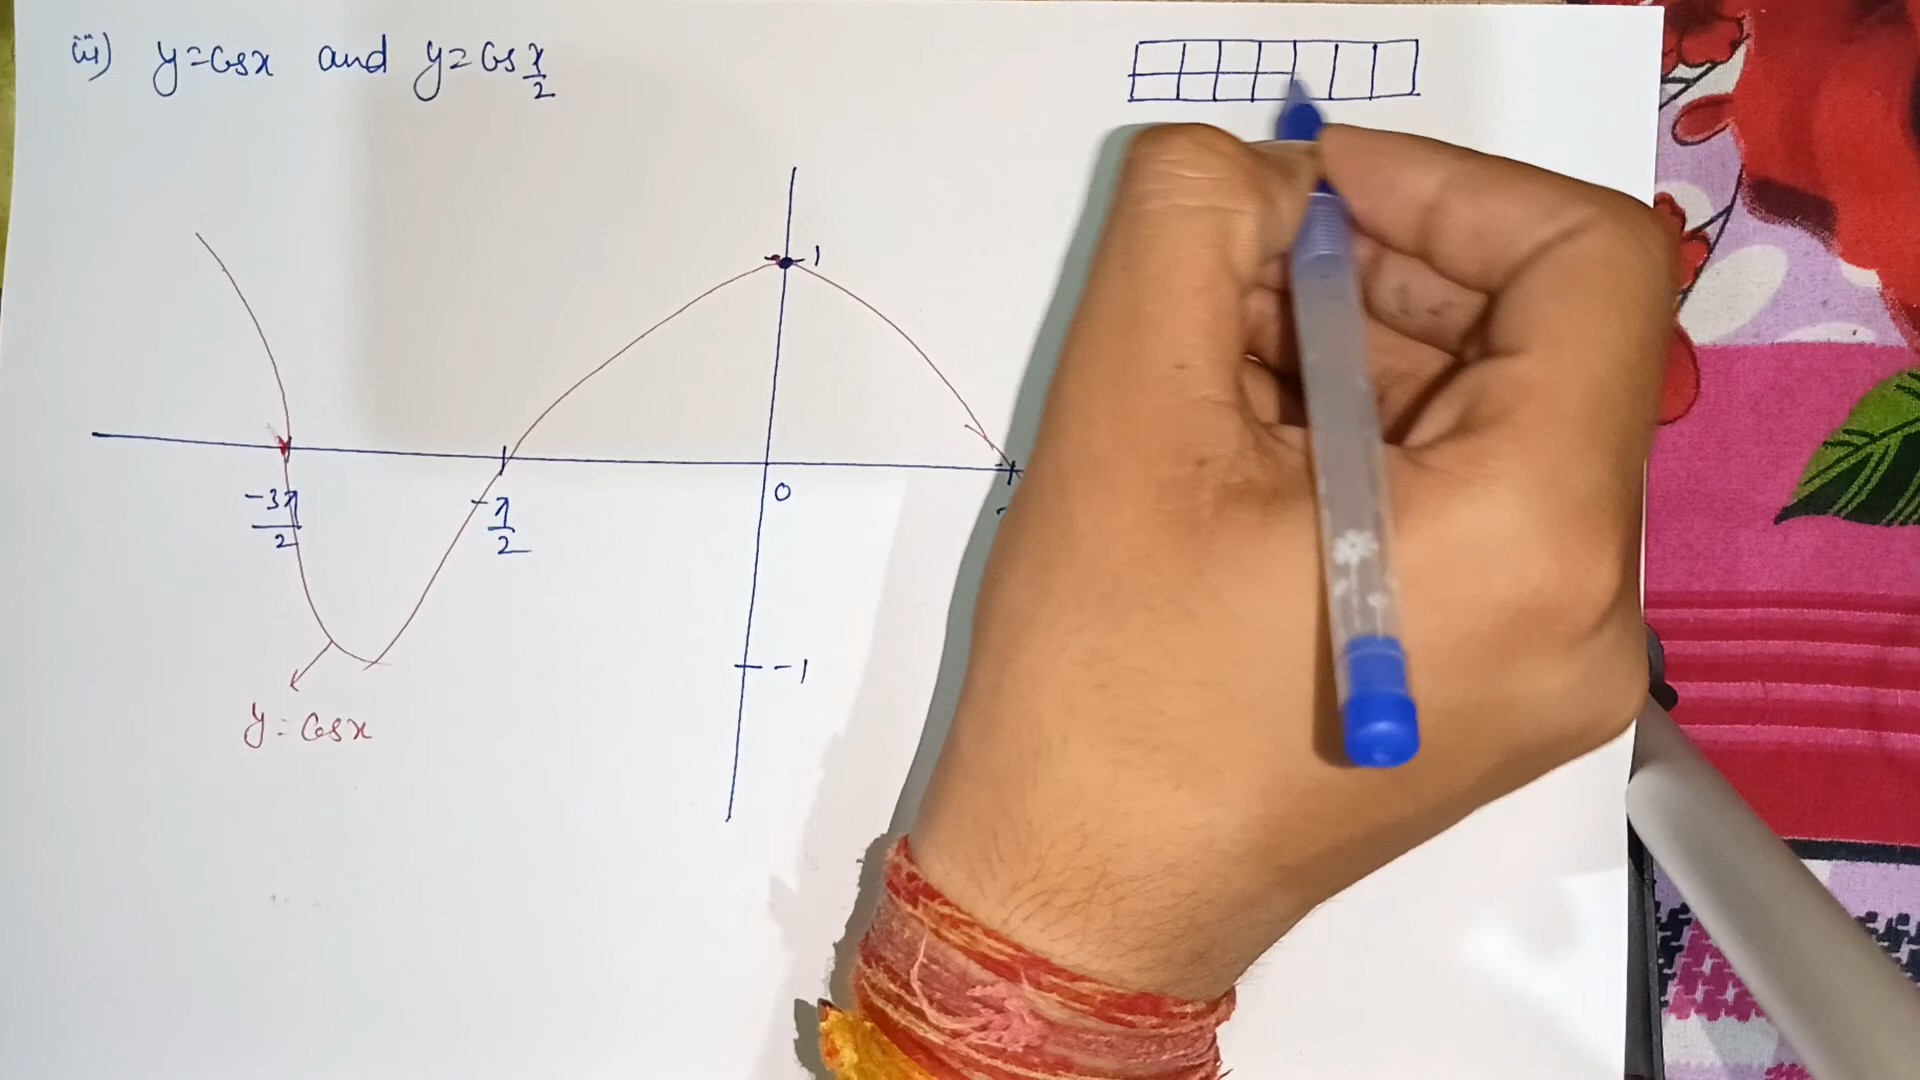 iii) y=Cosx and y=Cos x/2
1
-3π/2
-π/2
0
-1
y=Cosx